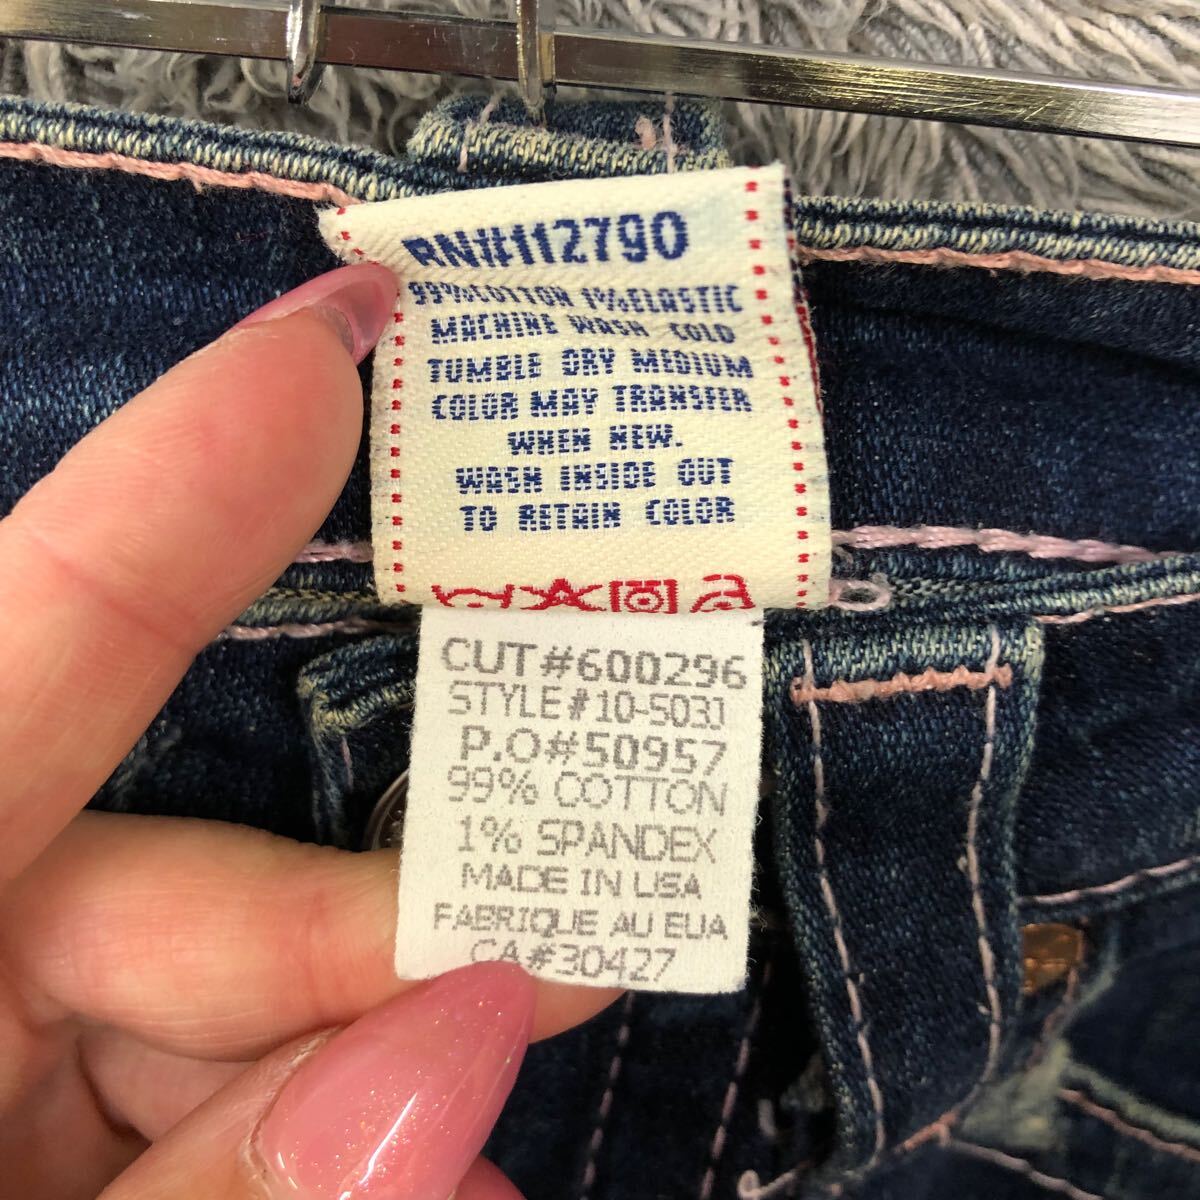 RN#112790
99%COTTON 1%ELASTIC
MACHINE WASH COLD
TUMBLE DRY MEDIUM
COLOR MAY TRANSFER
WHEN NEW.
WASH INSIDE OUT
TO RETAIN COLOR
CUT#600296
STYLE#10-5031
P.O#50957
99% COTTON
1% SPANDEX
MADE IN USA
FABRIQUE AU EUA
CA#30427